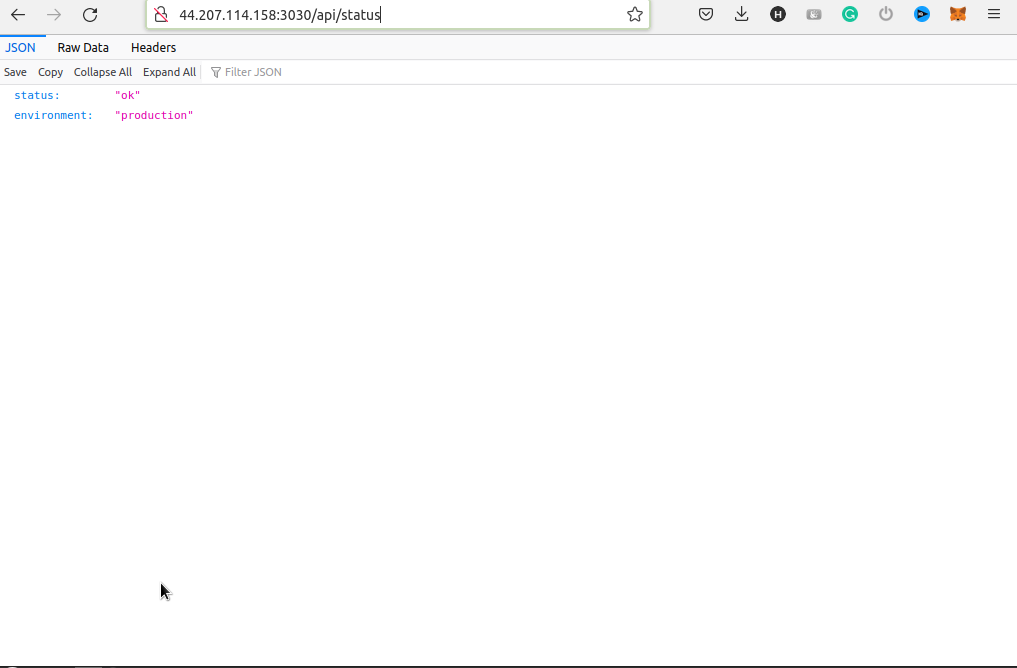 44.207.114.158:3030/api/status
H
JSON Raw Data Headers
Save Copy Collapse All Expand All Filter JSON
status: "ok"
environment: "production"